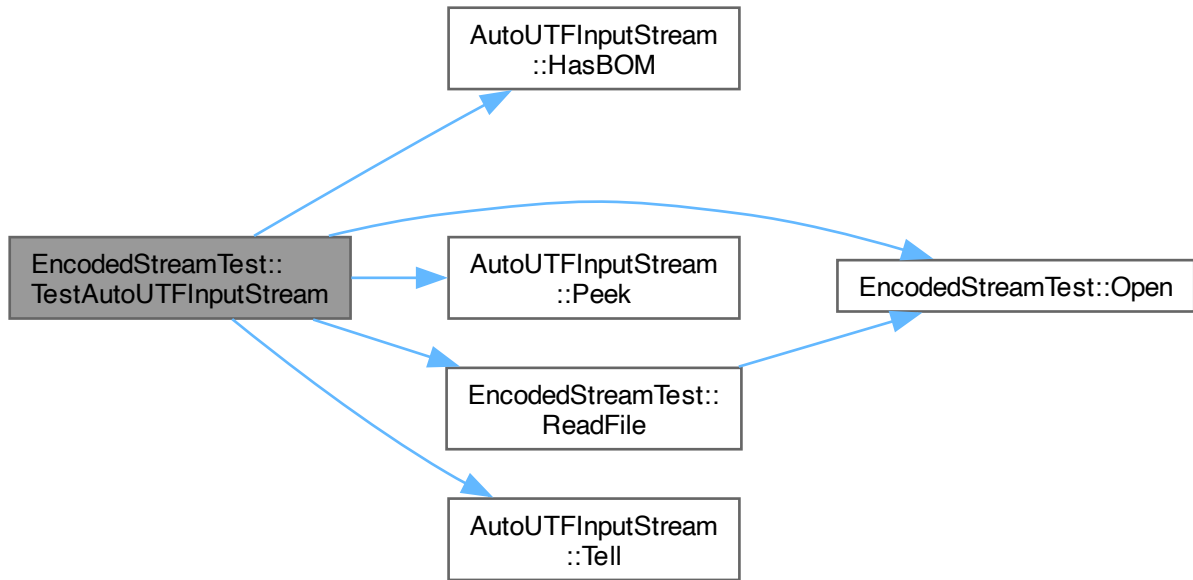 AutoUTFInputStream
::HasBOM
EncodedStreamTest::
TestAutoUTFInputStream
AutoUTFInputStream
::Peek
EncodedStreamTest::Open
EncodedStreamTest::
ReadFile
AutoUTFInputStream
::Tell